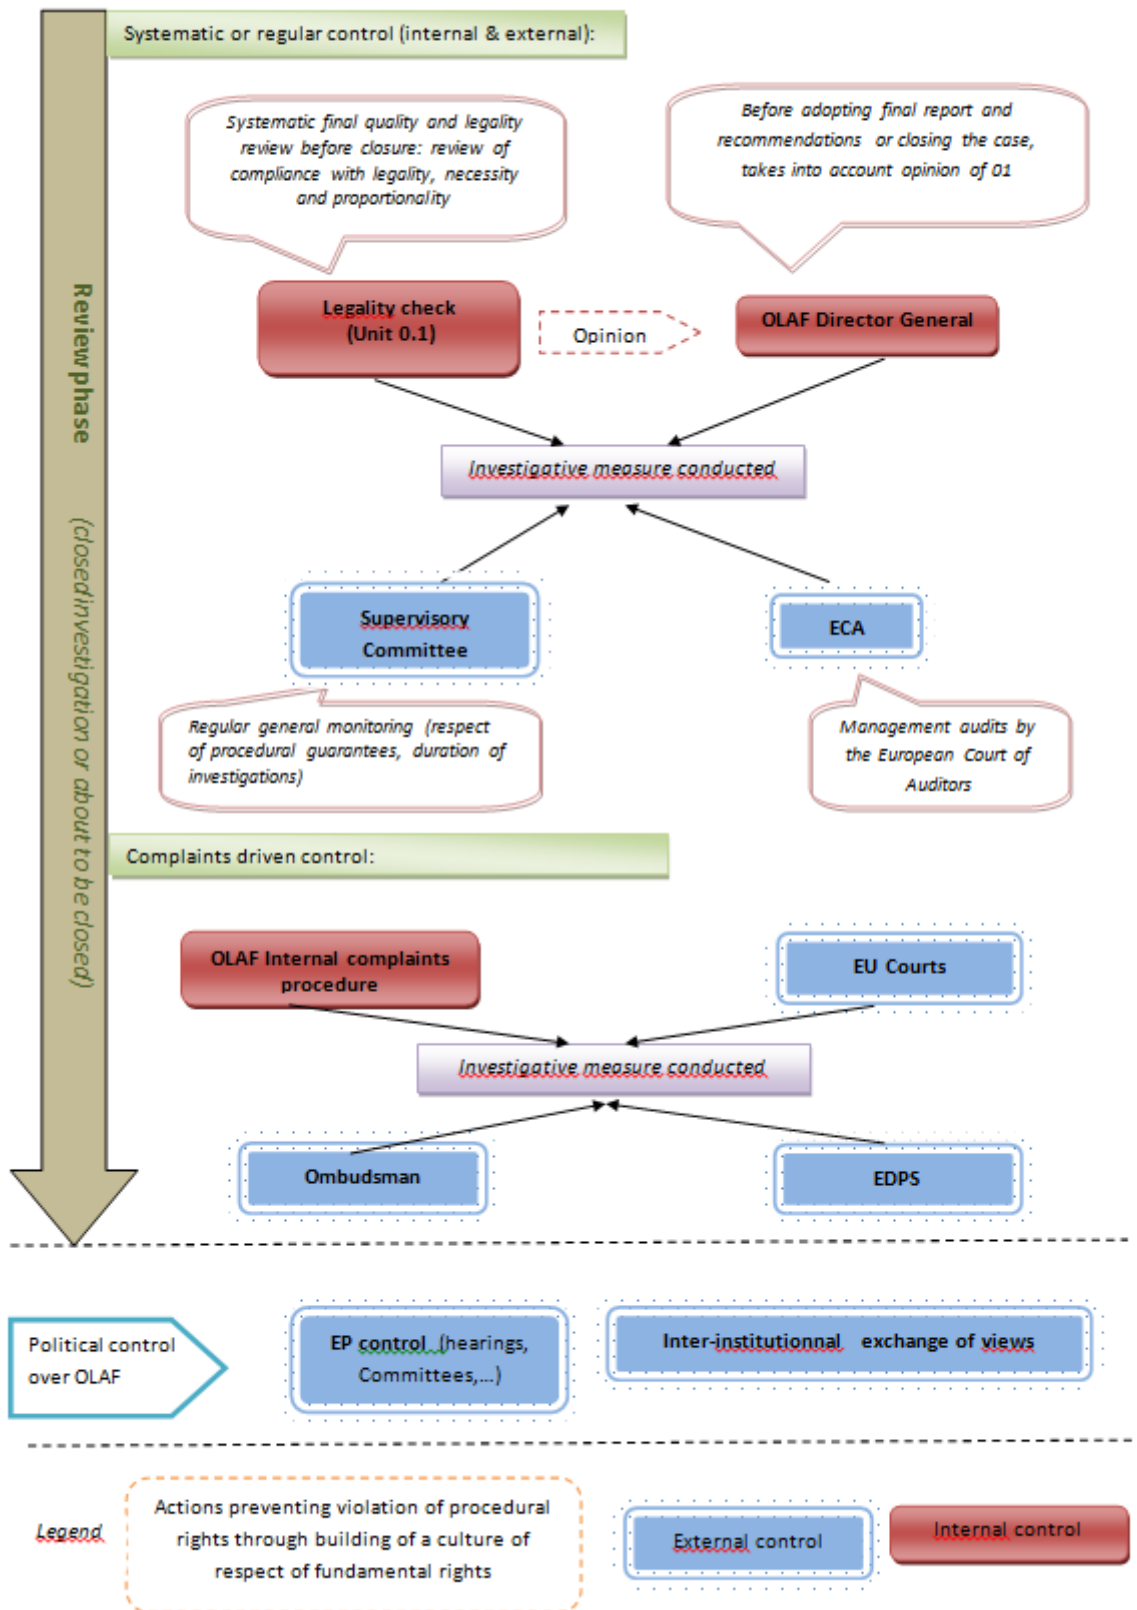 Systematic or regular control (internal & external):
Systematic final quality and legality
review before closure: review of
compliance with legality, necessity
and proportionality
Before adopting final report and
recommendations or closing the case,
takes into account opinion of 01
Legality check
(Unit 0.1)
Opinion
OLAF Director General
Investigative measure conducted
Supervisory
Committee
ECA
Regular general monitoring (respect
of procedural guarantees, duration of
investigations)
Management audits by
the European Court of
Auditors
Reviewphase
(closedinvestigation or about to be closed)
Complaints driven control:
OLAF Internal complaints
procedure
EU Courts
Investigative measure conducted
Ombudsman
EDPS
Political control
over OLAF
EP control (hearings,
Committees,...)
Inter-institutionnal exchange of views
Legend
Actions preventing violation of procedural
rights through building of a culture of
respect of fundamental rights
External control
Internal control